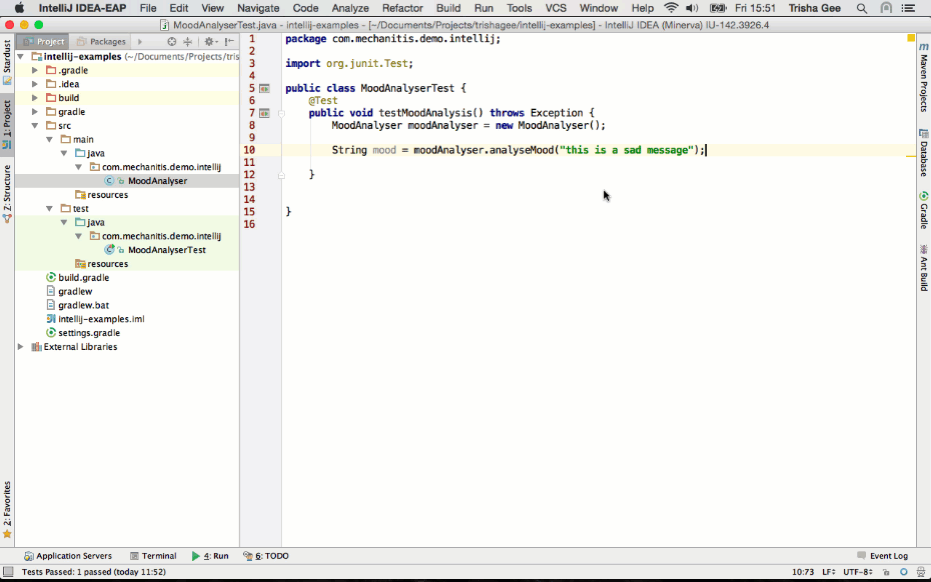 IntelliJ IDEA-EAP File Edit View Navigate Code Analyze Refactor Build Run Tools VCS Window Help Fri 15:51 Trisha Gee
MoodAnalyserTest.java - intellij-examples - [~/Documents/Projects/trishagee/intellij-examples] - IntelliJ IDEA (Minerva) IU-142.3926.4
Project Packages
intellij-examples (~/Documents/Projects/tris
.gradle
.idea
build
gradle
src
main
java
com.mechanitis.demo.intellij
MoodAnalyser
resources
test
java
com.mechanitis.demo.intellij
MoodAnalyserTest
resources
build.gradle
gradlew
gradlew.bat
intellij-examples.iml
settings.gradle
External Libraries
Stardust
1: Project
Z: Structure
2: Favorites
1 package com.mechanitis.demo.intellij;
2
3 import org.junit.Test;
4
5 public class MoodAnalyserTest {
6 @Test
7 public void testMoodAnalysis() throws Exception {
8 MoodAnalyser moodAnalyser = new MoodAnalyser();
9
10 String mood = moodAnalyser.analyseMood("this is a sad message");
11
12 }
13
14
15 }
16
m Maven Projects
Database
Gradle
Ant Build
Application Servers Terminal 4: Run 6: TODO Event Log
Tests Passed: 1 passed (today 11:52) 10:73 LF UTF-8